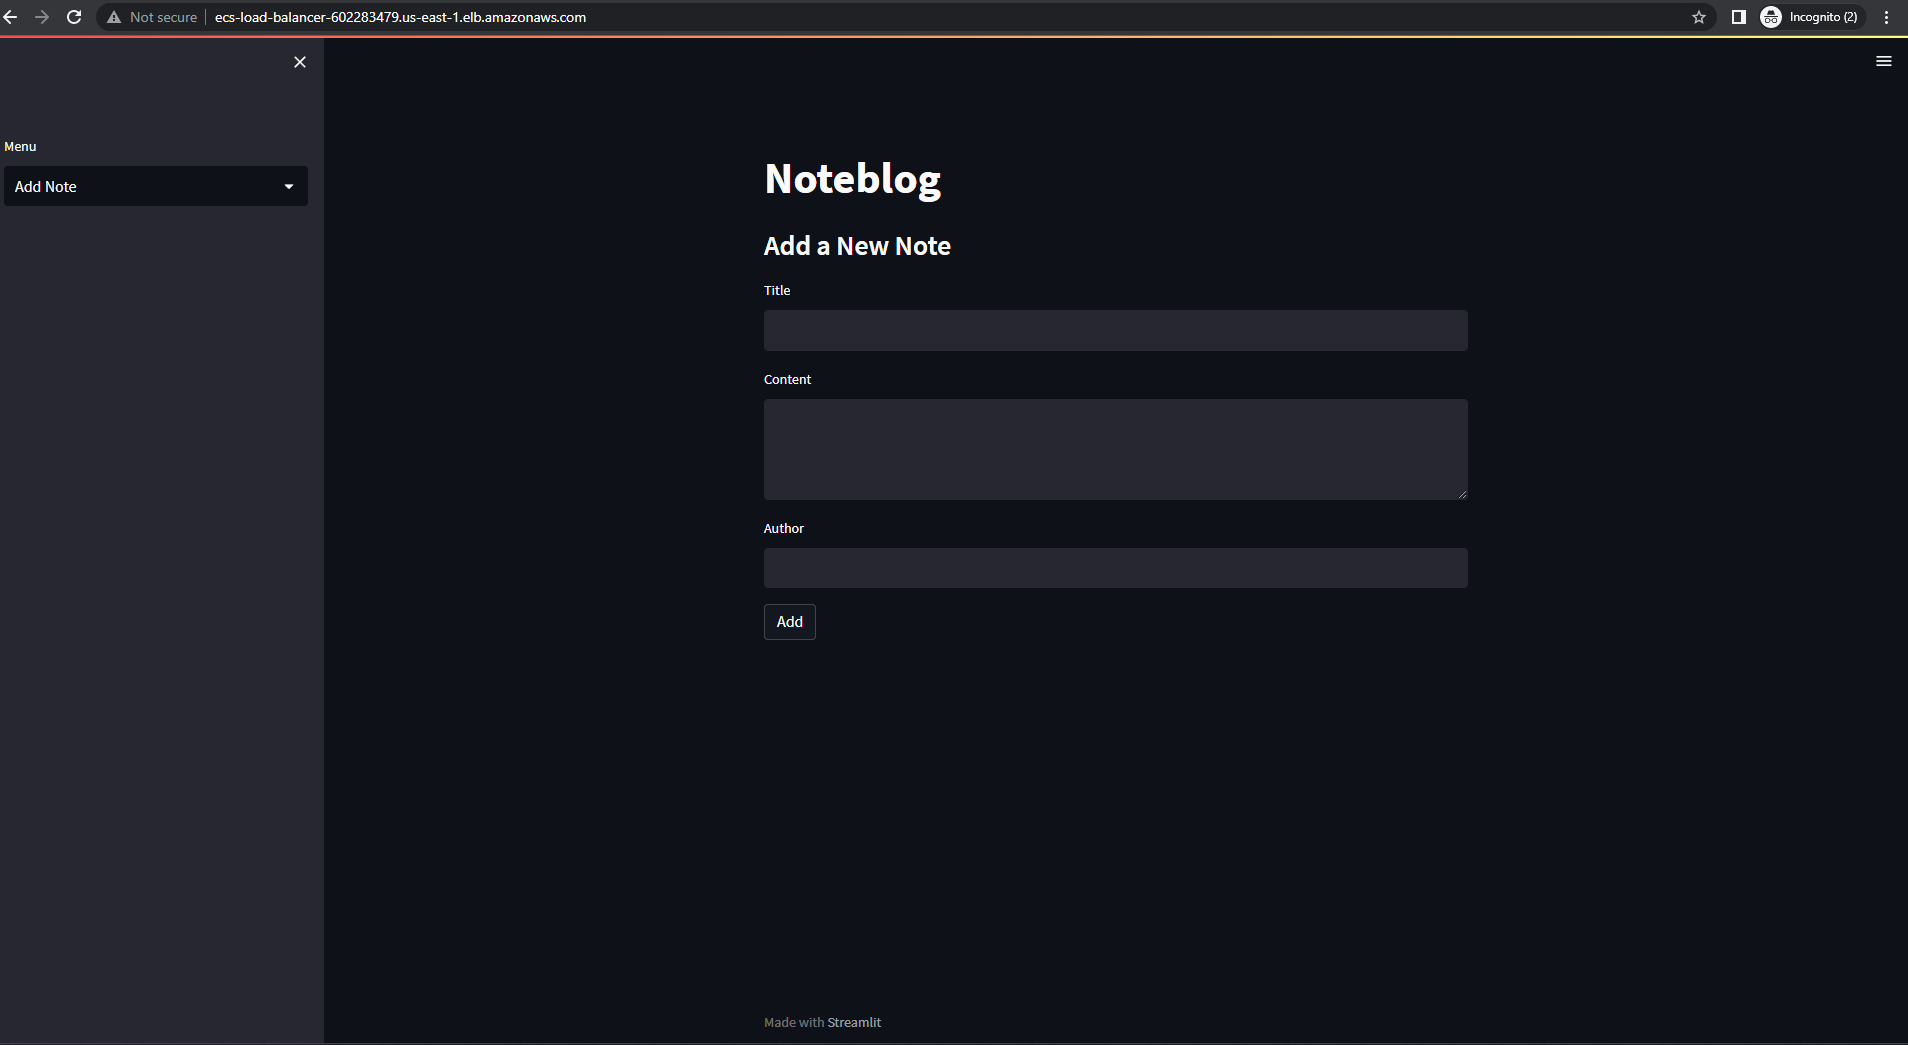 Not secure
ecs-load-balancer-602283479.us-east-1.elb.amazonaws.com
Incognito (2)
Menu
Add Note
Noteblog
Add a New Note
Title
Content
Author
Add
Made with Streamlit